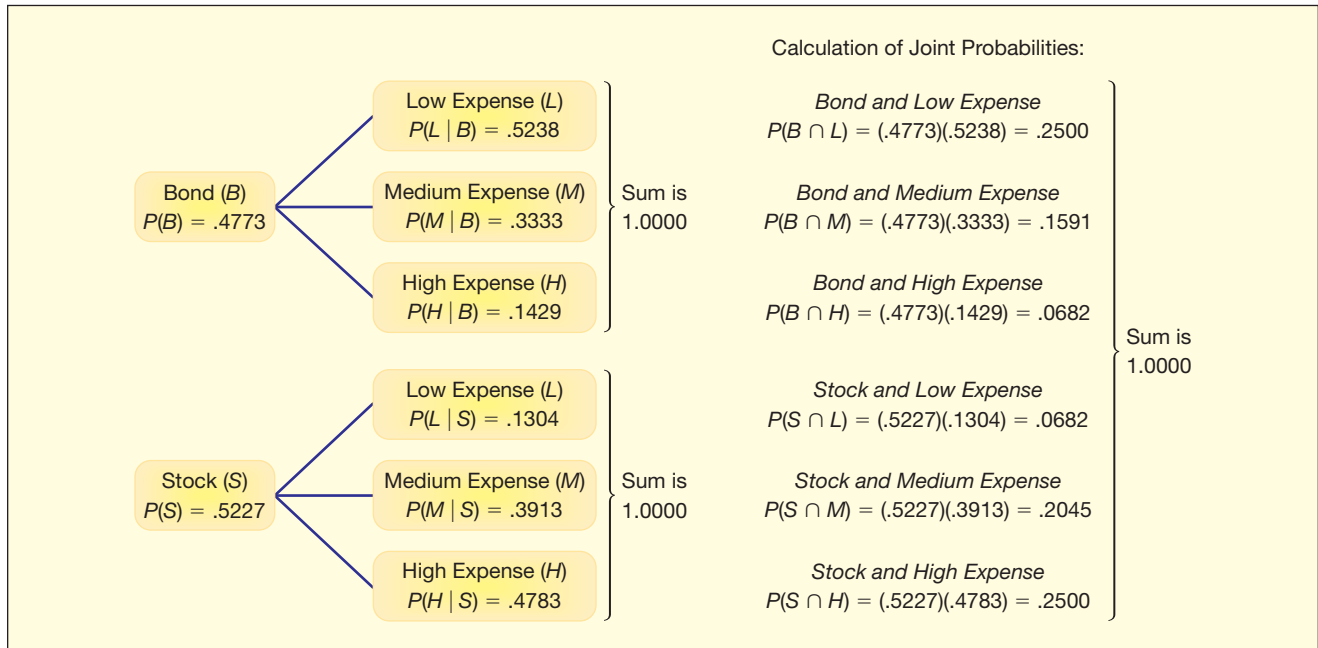 Calculation of Joint Probabilities:
Bond (B)
P(B) = .4773
Low Expense (L)
P(L | B) = .5238
Medium Expense (M)
P(M | B) = .3333
High Expense (H)
P(H | B) = .1429
Sum is
1.0000
Bond and Low Expense
P(B ∩ L) = (.4773)(.5238) = .2500
Bond and Medium Expense
P(B ∩ M) = (.4773)(.3333) = .1591
Bond and High Expense
P(B ∩ H) = (.4773)(.1429) = .0682
Stock (S)
P(S) = .5227
Low Expense (L)
P(L | S) = .1304
Medium Expense (M)
P(M | S) = .3913
High Expense (H)
P(H | S) = .4783
Sum is
1.0000
Stock and Low Expense
P(S ∩ L) = (.5227)(.1304) = .0682
Stock and Medium Expense
P(S ∩ M) = (.5227)(.3913) = .2045
Stock and High Expense
P(S ∩ H) = (.5227)(.4783) = .2500
Sum is
1.0000